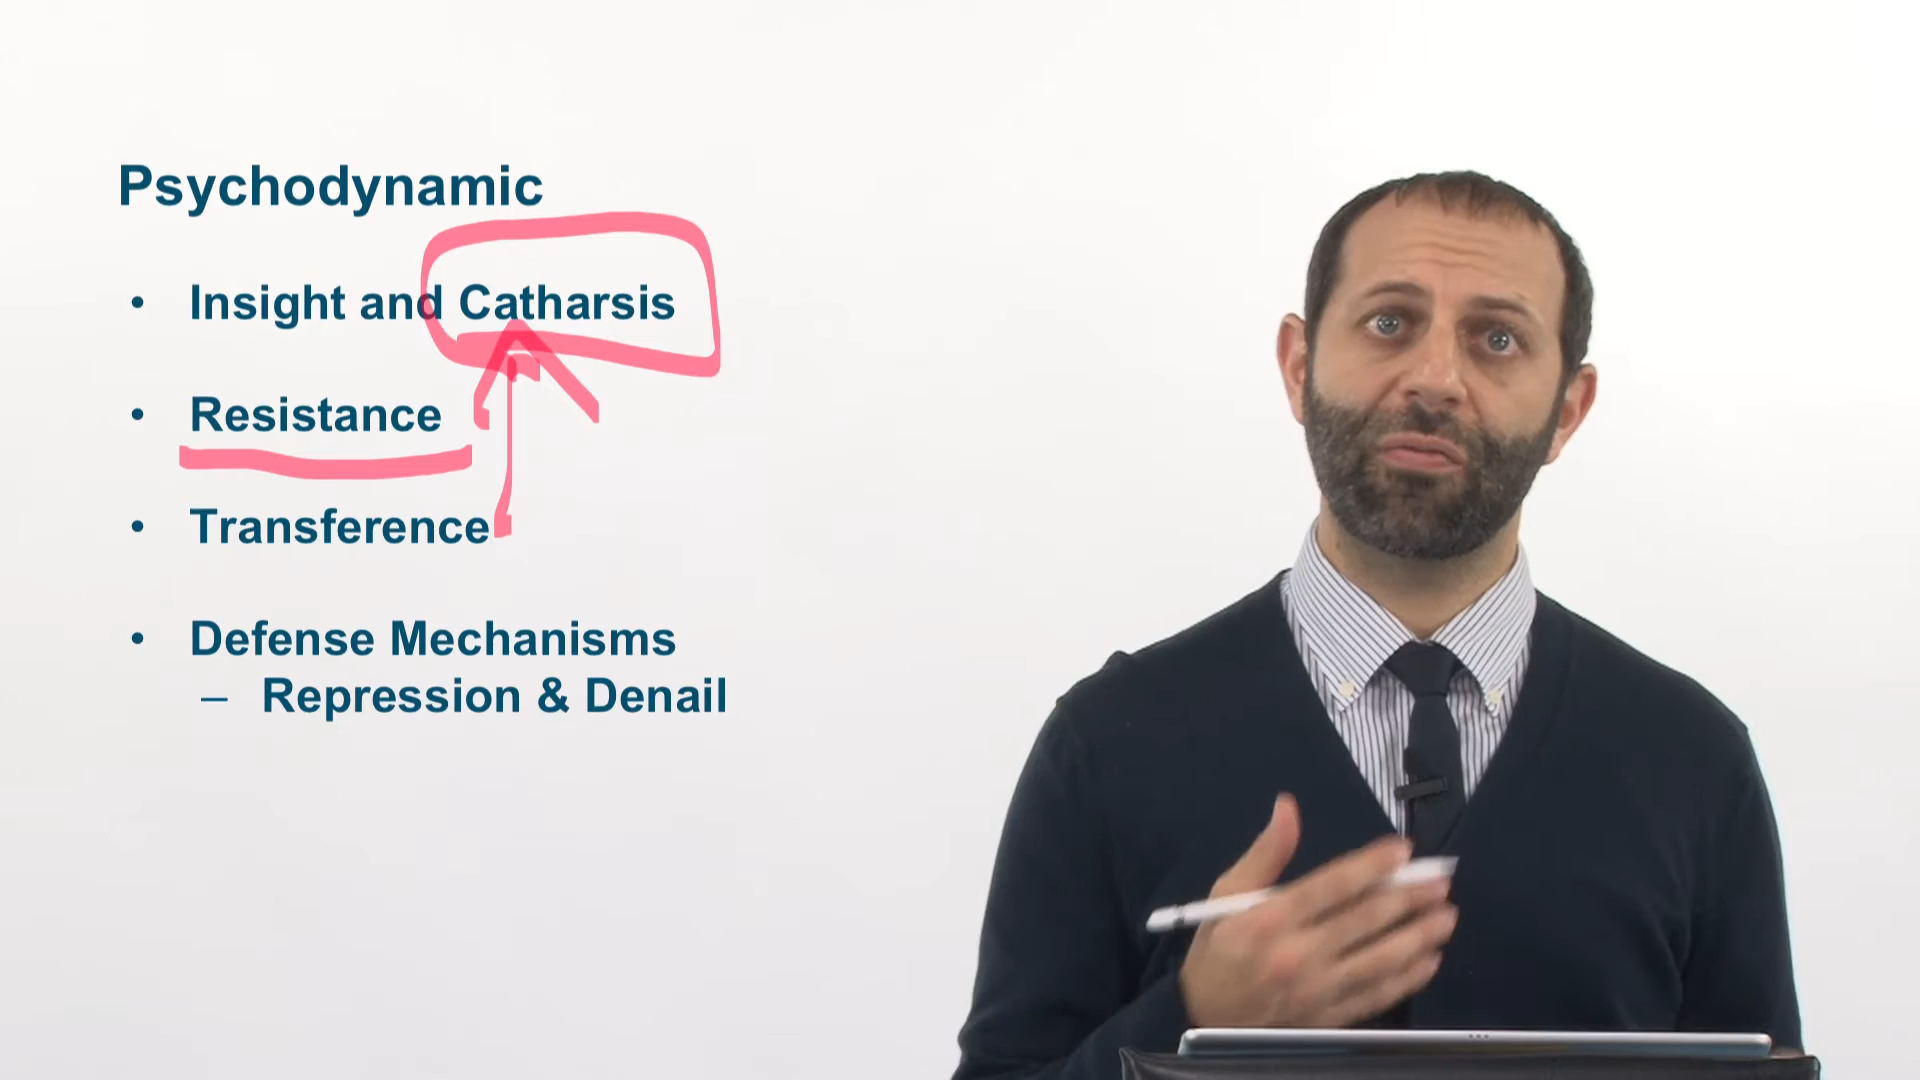 Psychodynamic
• Insight and Catharsis
• Resistance
• Transference
• Defense Mechanisms
– Repression & Denail